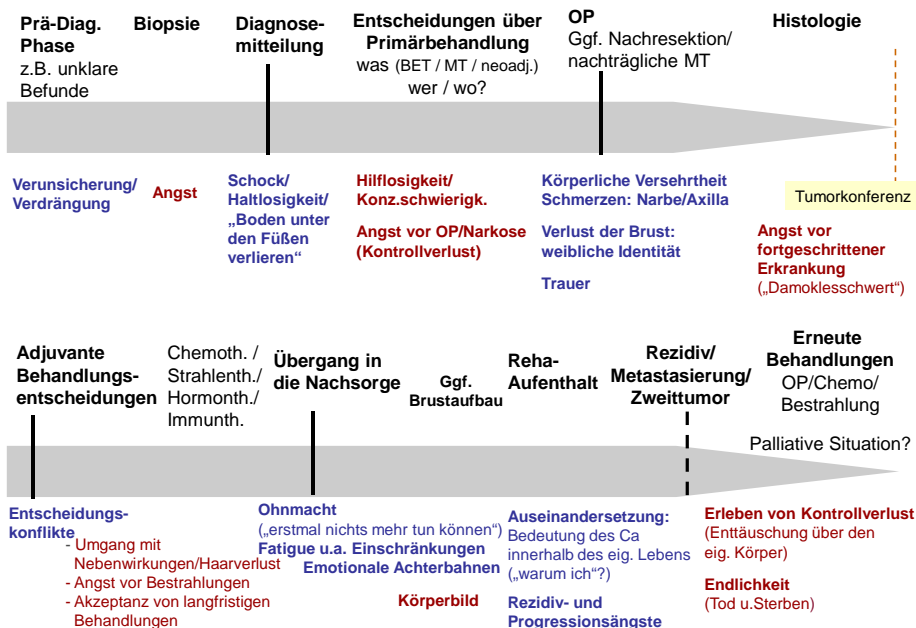 Prä-Diag.
Phase
z.B. unklare
Befunde
Biopsie
Diagnose-
mitteilung
Entscheidungen über
Primärbehandlung
was (BET / MT / neoadj.)
wer / wo?
OP
Ggf. Nachresektion/
nachträgliche MT
Histologie
Verunsicherung/
Verdrängung
Angst
Schock/
Haltlosigkeit/
„Boden unter
den Füßen
verlieren“
Hilflosigkeit/
Konz.schwierigk.
Angst vor OP/Narkose
(Kontrollverlust)
Körperliche Versehrtheit
Schmerzen: Narbe/Axilla
Verlust der Brust:
weibliche Identität
Trauer
Tumorkonferenz
Angst vor
fortgeschrittener
Erkrankung
(„Damoklesschwert“)
Adjuvante
Behandlungs-
entscheidungen
Chemoth. /
Strahlenth./
Hormonth./
Immunth.
Übergang in
die Nachsorge
Ggf.
Brustaufbau
Reha-
Aufenthalt
Rezidiv/
Metastasierung/
Zweittumor
Erneute
Behandlungen
OP/Chemo/
Bestrahlung
Palliative Situation?
Entscheidungs-
konflikte
- Umgang mit
Nebenwirkungen/Haarverlust
- Angst vor Bestrahlungen
- Akzeptanz von langfristigen
Behandlungen
Ohnmacht
(„erstmal nichts mehr tun können“)
Fatigue u.a. Einschränkungen
Emotionale Achterbahnen
Körperbild
Auseinandersetzung:
Bedeutung des Ca
innerhalb des eig. Lebens
(„warum ich“?)
Rezidiv- und
Progressionsängste
Erleben von Kontrollverlust
(Enttäuschung über den
eig. Körper)
Endlichkeit
(Tod u.Sterben)